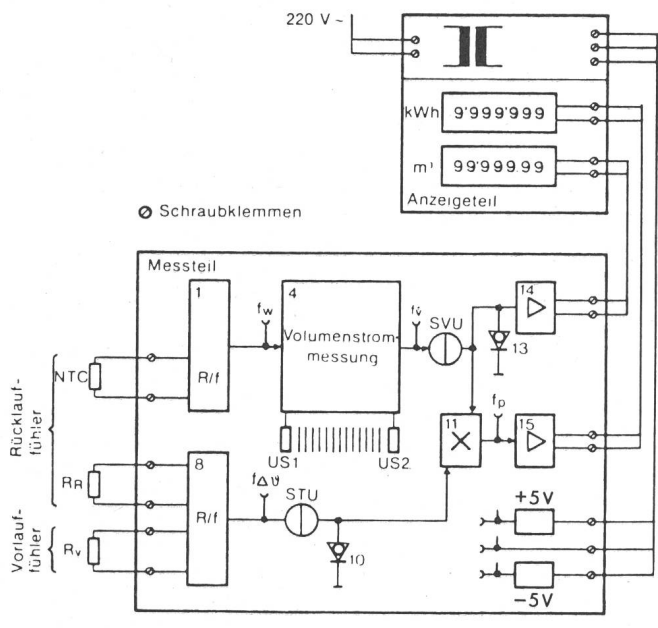 220 V ~
kWh 9'999'999
m³ 99'999.99
Anzeigeteil
Schraubklemmen
Messteil
1
R/f
fw
4
Volumenstrom-
messung
fv̇
SVU
14
13
NTC
Rücklauf-
fühler
US1
US2
11
fp
15
RR
8
R/f
fΔϑ
STU
10
Vorlauf-
fühler
Rv
+5V
−5V